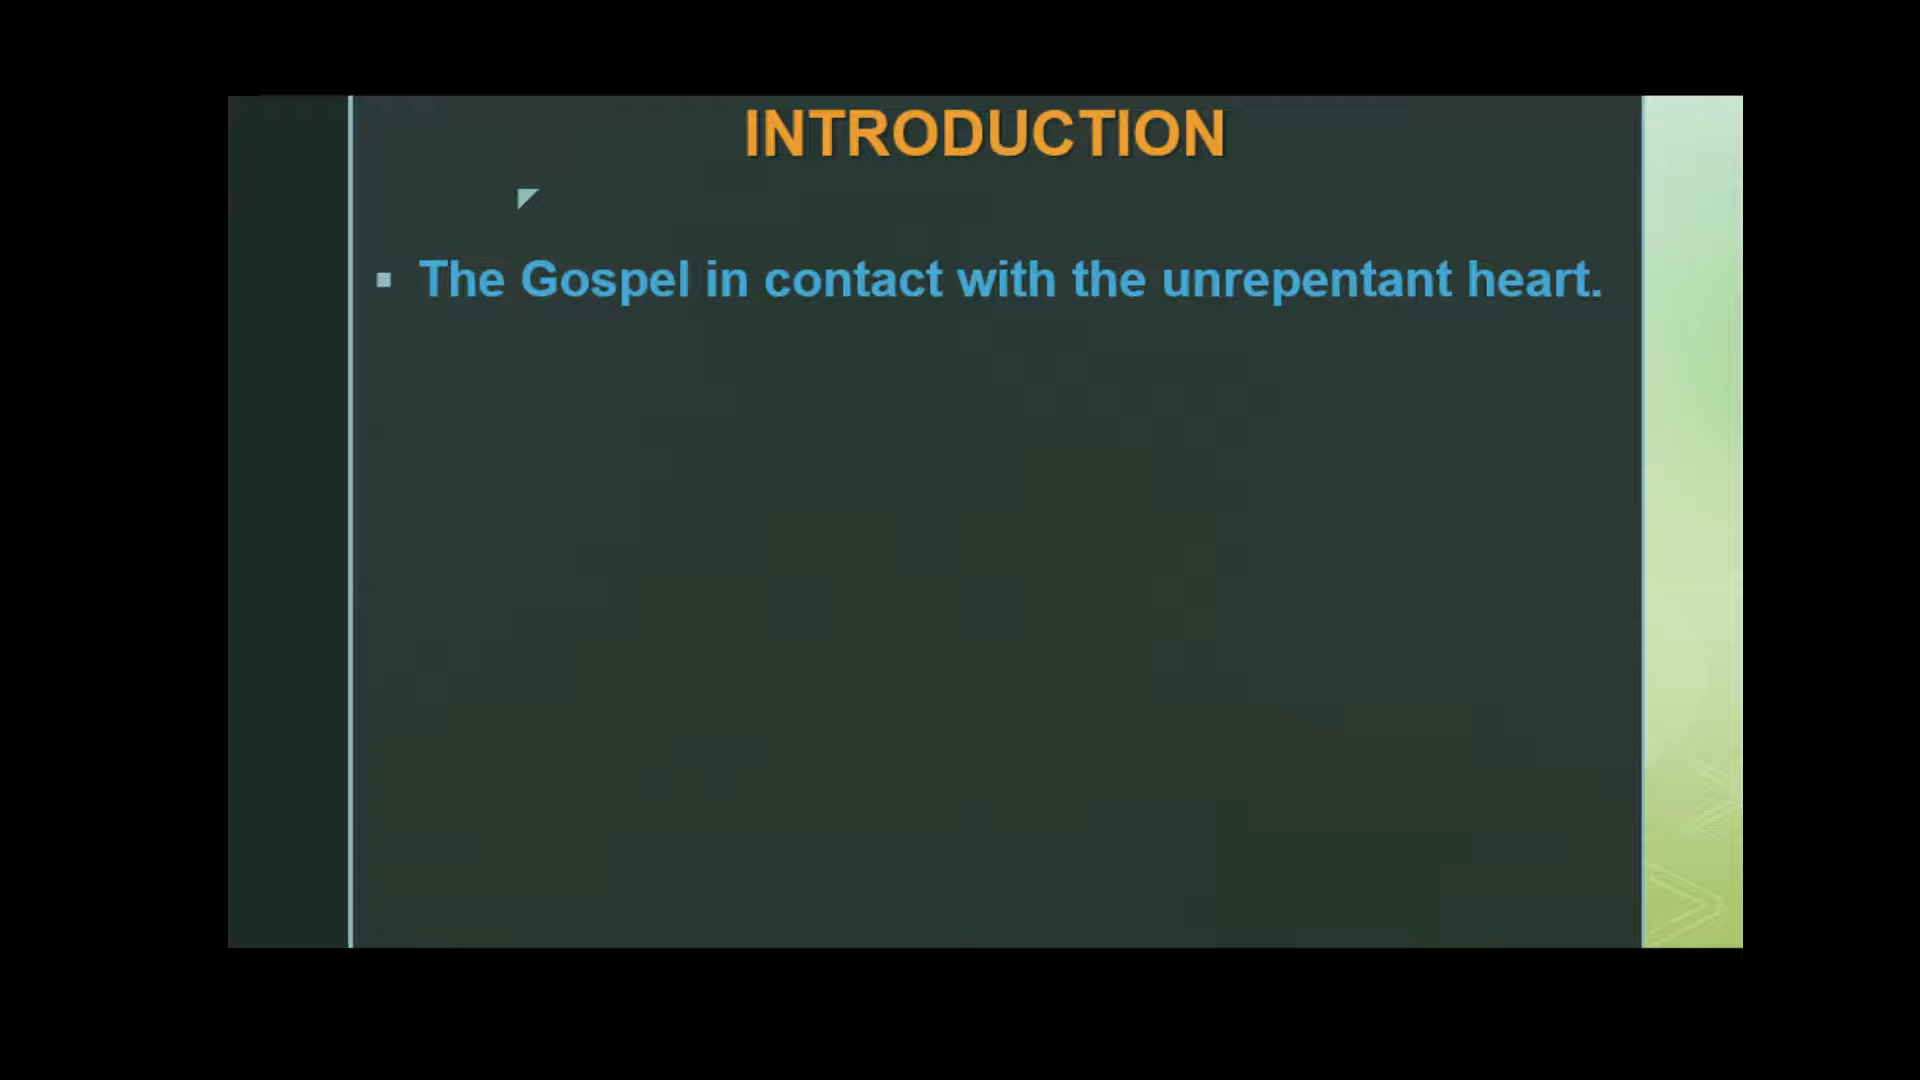 INTRODUCTION
▪ The Gospel in contact with the unrepentant heart.